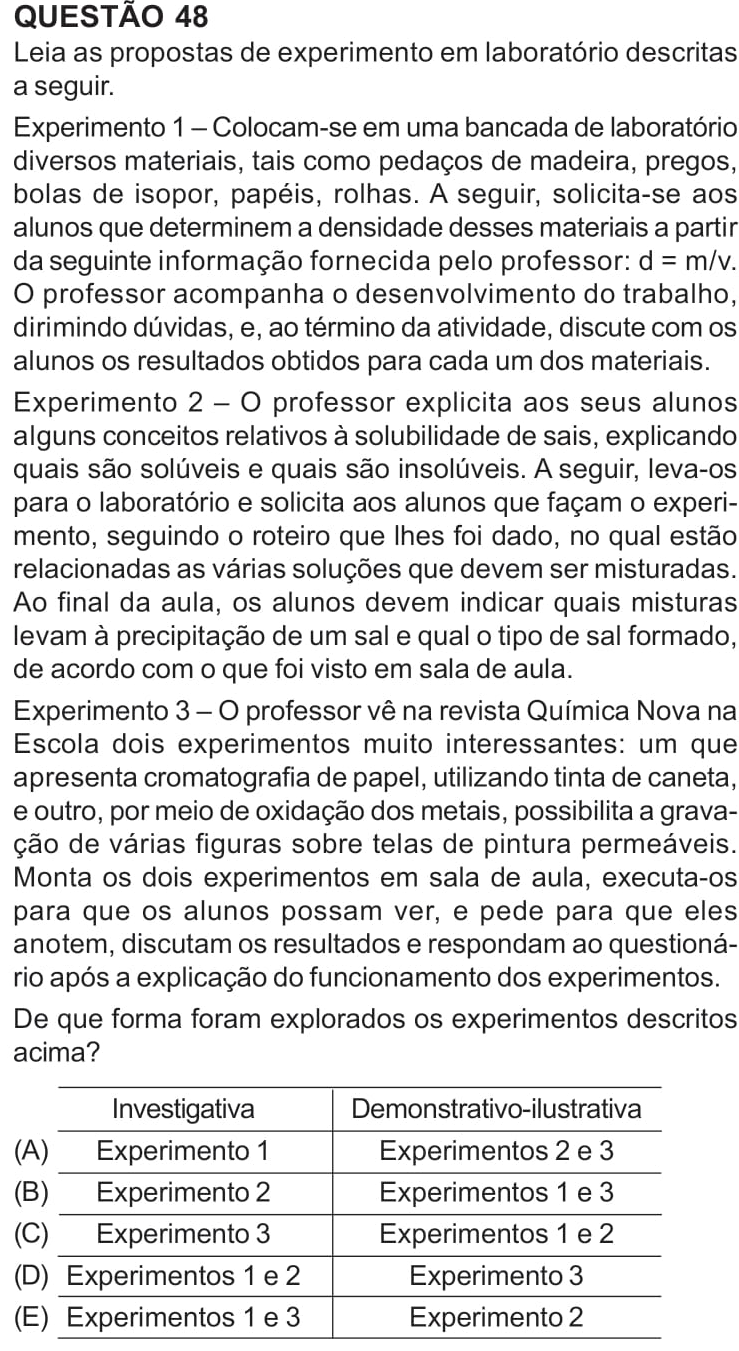 QUESTÃO 48
Leia as propostas de experimento em laboratório descritas
a seguir.
Experimento 1 – Colocam-se em uma bancada de laboratório
diversos materiais, tais como pedaços de madeira, pregos,
bolas de isopor, papéis, rolhas. A seguir, solicita-se aos
alunos que determinem a densidade desses materiais a partir
da seguinte informação fornecida pelo professor: d = m/v.
O professor acompanha o desenvolvimento do trabalho,
dirimindo dúvidas, e, ao término da atividade, discute com os
alunos os resultados obtidos para cada um dos materiais.
Experimento 2 – O professor explicita aos seus alunos
alguns conceitos relativos à solubilidade de sais, explicando
quais são solúveis e quais são insolúveis. A seguir, leva-os
para o laboratório e solicita aos alunos que façam o experi-
mento, seguindo o roteiro que lhes foi dado, no qual estão
relacionadas as várias soluções que devem ser misturadas.
Ao final da aula, os alunos devem indicar quais misturas
levam à precipitação de um sal e qual o tipo de sal formado,
de acordo com o que foi visto em sala de aula.
Experimento 3 – O professor vê na revista Química Nova na
Escola dois experimentos muito interessantes: um que
apresenta cromatografia de papel, utilizando tinta de caneta,
e outro, por meio de oxidação dos metais, possibilita a grava-
ção de várias figuras sobre telas de pintura permeáveis.
Monta os dois experimentos em sala de aula, executa-os
para que os alunos possam ver, e pede para que eles
anotem, discutam os resultados e respondam ao questioná-
rio após a explicação do funcionamento dos experimentos.
De que forma foram explorados os experimentos descritos
acima?
Investigativa Demonstrativo-ilustrativa
(A) Experimento 1 Experimentos 2 e 3
(B) Experimento 2 Experimentos 1 e 3
(C) Experimento 3 Experimentos 1 e 2
(D) Experimentos 1 e 2 Experimento 3
(E) Experimentos 1 e 3 Experimento 2